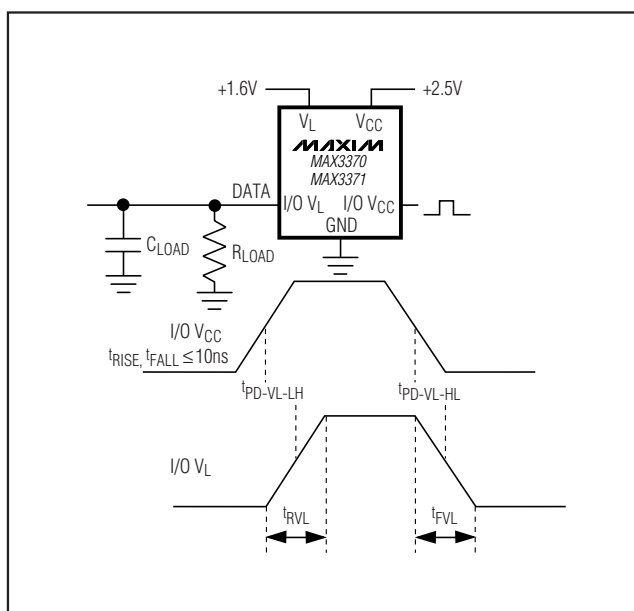 +1.6V +2.5V
VL VCC
MAXIM
MAX3370
MAX3371
DATA I/O VL I/O VCC
GND
CLOAD RLOAD
I/O VCC
tRISE, tFALL ≤ 10ns
tPD-VL-LH tPD-VL-HL
I/O VL
tRVL tFVL